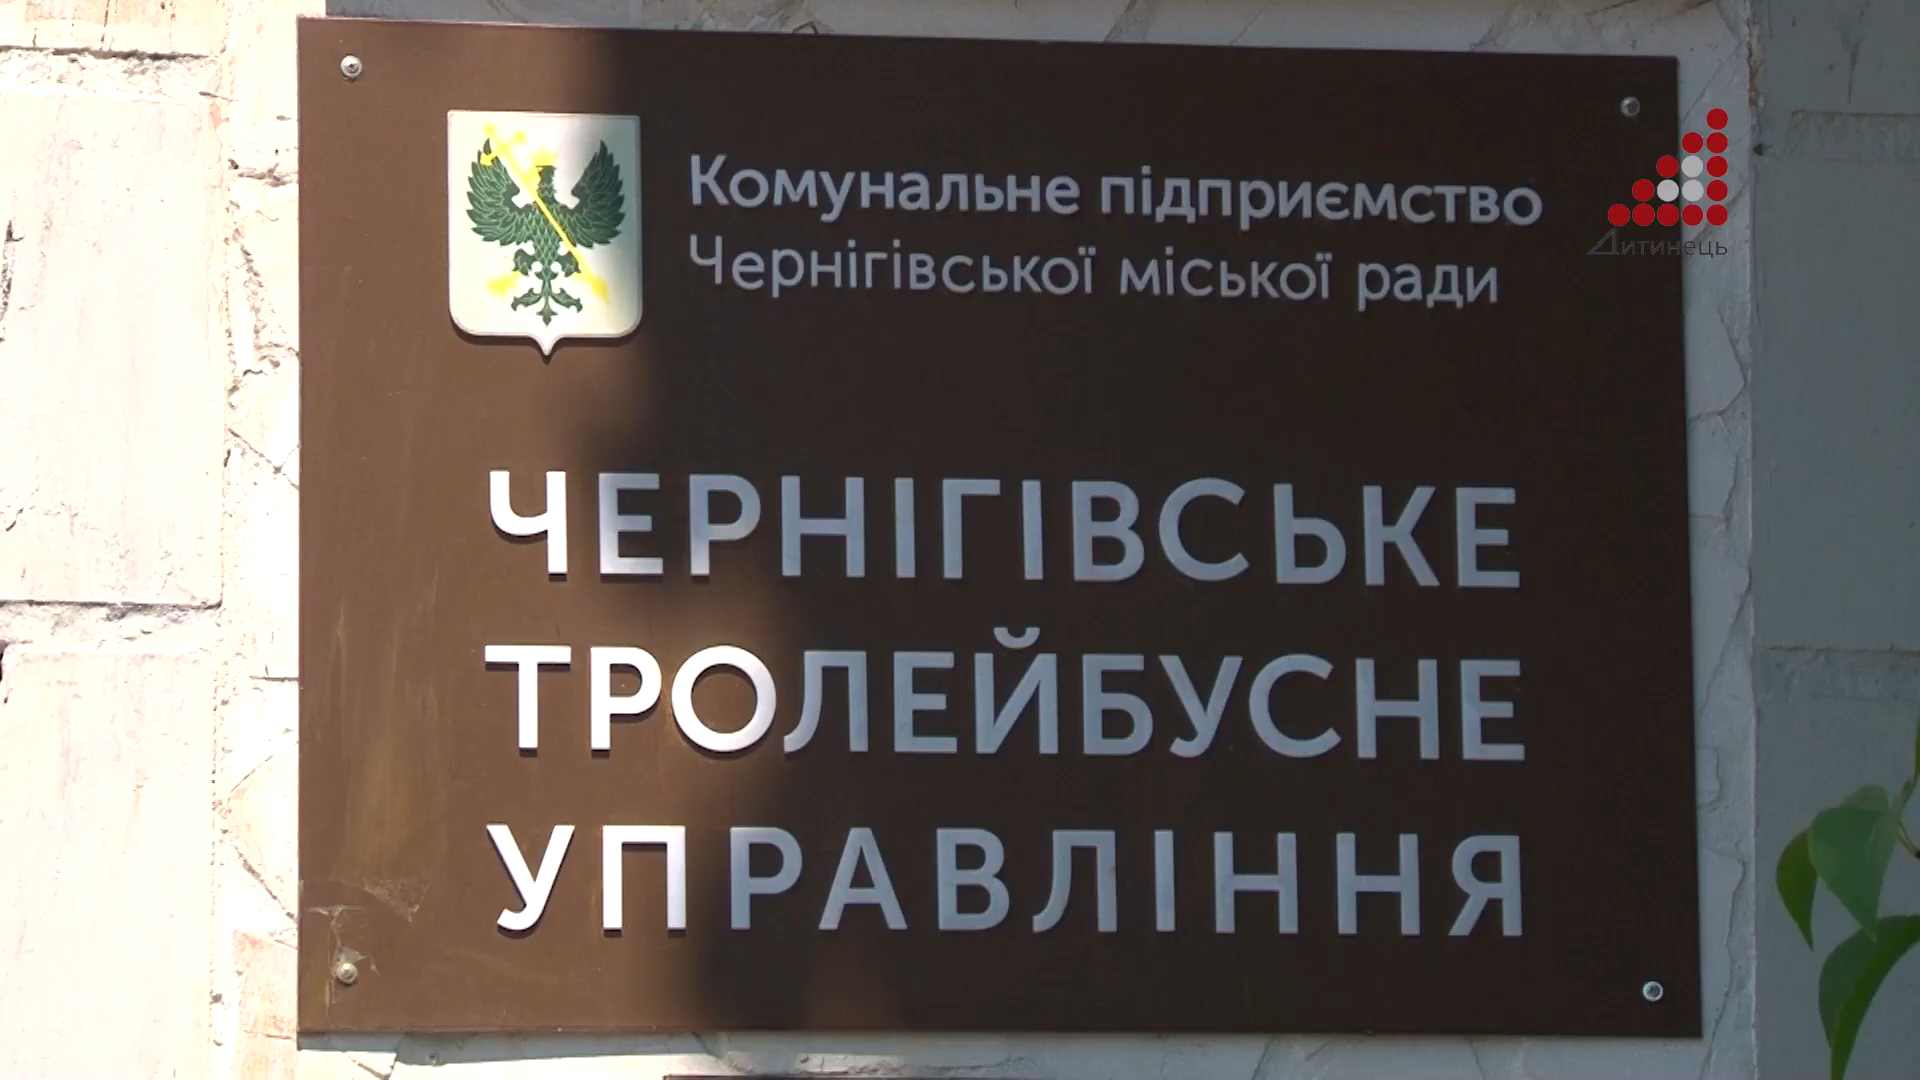 Комунальне підприємство
Чернігівської міської ради
Дитинець
ЧЕРНІГІВСЬКЕ
ТРОЛЕЙБУСНЕ
УПРАВЛІННЯ